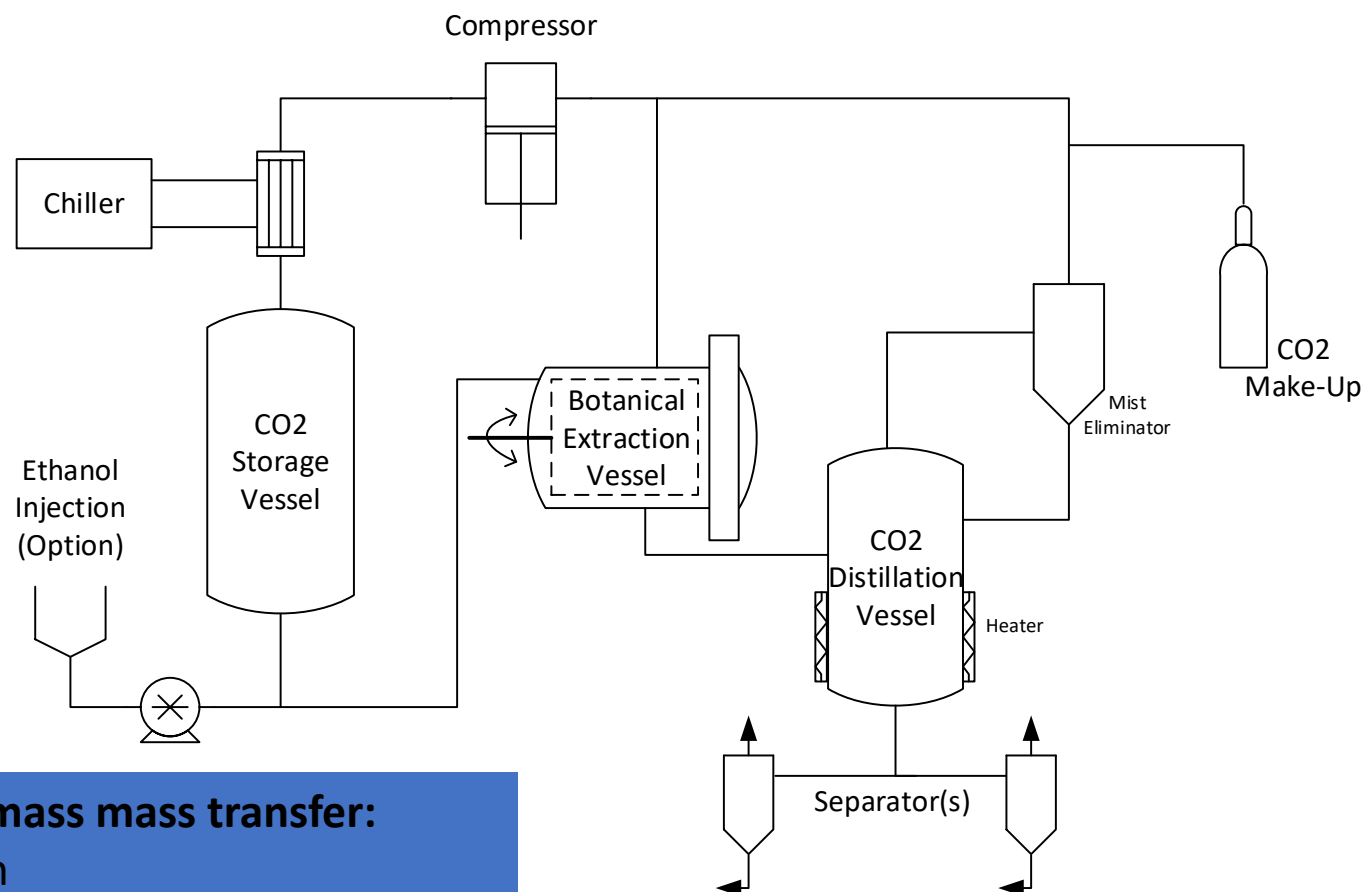 Compressor
Chiller
CO2
Make-Up
Botanical
Extraction
Vessel
Mist
Eliminator
CO2
Storage
Vessel
Ethanol
Injection
(Option)
CO2
Distillation
Vessel
Heater
Separator(s)
mass transfer: